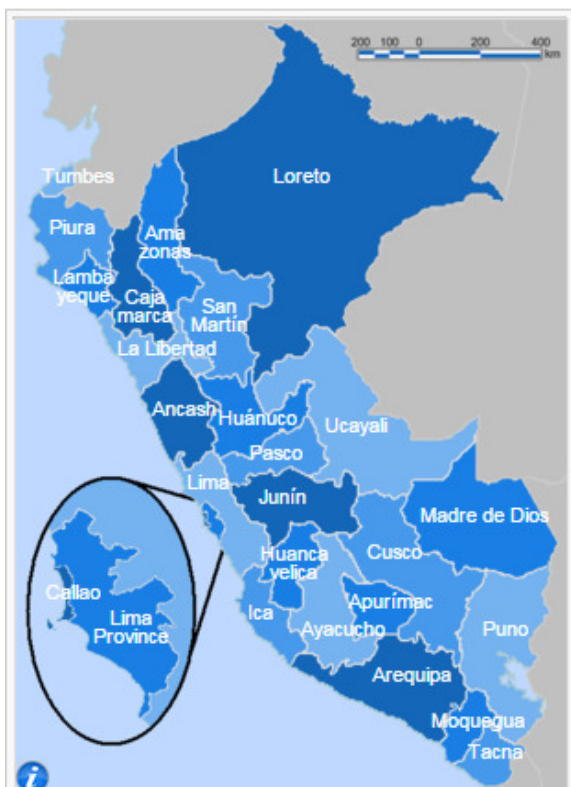 200 100 0 200 400
km
Tumbes
Loreto
Piura
Ama
zonas
Lamba
yeque
Caja
marca
San
Martín
La Libertad
Ancash
Huánuco
Ucayali
Pasco
Lima
Junín
Madre de Dios
Huanca
velica
Cusco
Callao
Lima
Province
Ica
Apurímac
Ayacucho
Puno
Arequipa
Moquegua
Tacna
i